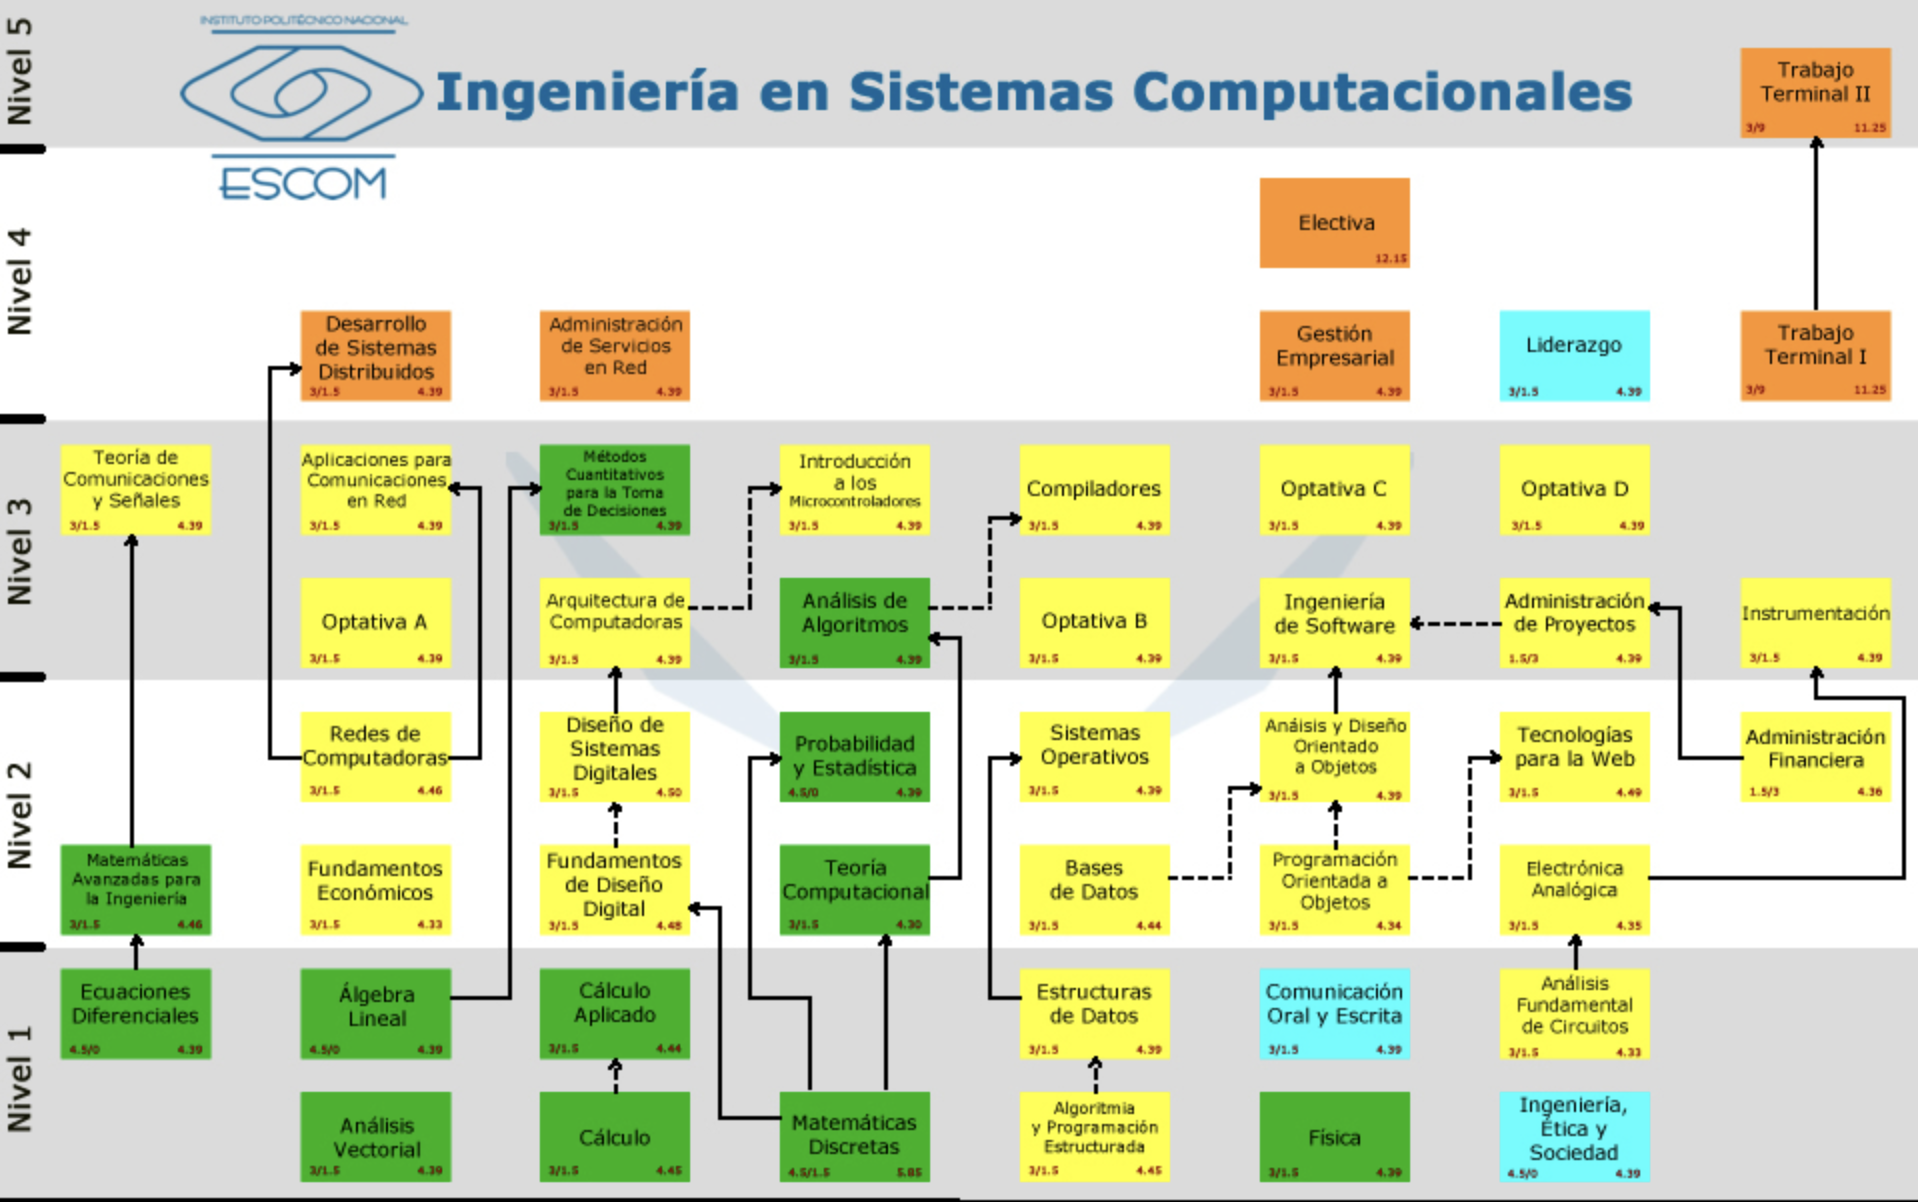 Nivel 5
INSTITUTO POLITÉCNICO NACIONAL
ESCOM
Ingeniería en Sistemas Computacionales
Trabajo
Terminal II
3/9 11.25
Nivel 4
Electiva
12.15
Desarrollo
de Sistemas
Distribuidos
3/1.5 4.39
Administración
de Servicios
en Red
3/1.5 4.39
Gestión
Empresarial
3/1.5 4.39
Liderazgo
3/1.5 4.39
Trabajo
Terminal I
3/9 11.25
Nivel 3
Teoría de
Comunicaciones
y Señales
3/1.5 4.39
Aplicaciones para
Comunicaciones
en Red
3/1.5 4.39
Métodos
Cuantitativos
para la Toma
de Decisiones
3/1.5 4.39
Introducción
a los
Microcontroladores
3/1.5 4.39
Compiladores
3/1.5 4.39
Optativa C
3/1.5 4.39
Optativa D
3/1.5 4.39
Optativa A
3/1.5 4.39
Arquitectura de
Computadoras
3/1.5 4.39
Análisis de
Algoritmos
3/1.5 4.39
Optativa B
3/1.5 4.39
Ingeniería
de Software
3/1.5 4.39
Administración
de Proyectos
1.5/3 4.39
Instrumentación
3/1.5 4.39
Nivel 2
Redes de
Computadoras
3/1.5 4.46
Diseño de
Sistemas
Digitales
3/1.5 4.50
Probabilidad
y Estadística
4.5/0 4.39
Sistemas
Operativos
3/1.5 4.39
Anáisis y Diseño
Orientado
a Objetos
3/1.5 4.39
Tecnologías
para la Web
3/1.5 4.49
Administración
Financiera
1.5/3 4.36
Matemáticas
Avanzadas para
la Ingeniería
3/1.5 4.46
Fundamentos
Económicos
3/1.5 4.33
Fundamentos
de Diseño
Digital
3/1.5 4.48
Teoría
Computacional
3/1.5 4.30
Bases
de Datos
3/1.5 4.44
Programación
Orientada a
Objetos
3/1.5 4.34
Electrónica
Analógica
3/1.5 4.35
Nivel 1
Ecuaciones
Diferenciales
4.5/0 4.39
Álgebra
Lineal
4.5/0 4.39
Cálculo
Aplicado
3/1.5 4.44
Estructuras
de Datos
3/1.5 4.39
Comunicación
Oral y Escrita
3/1.5 4.39
Análisis
Fundamental
de Circuitos
3/1.5 4.33
Análisis
Vectorial
3/1.5 4.39
Cálculo
3/1.5 4.45
Matemáticas
Discretas
4.5/1.5 5.85
Algoritmia
y Programación
Estructurada
3/1.5 4.45
Física
3/1.5 4.39
Ingeniería,
Ética y
Sociedad
4.5/0 4.39